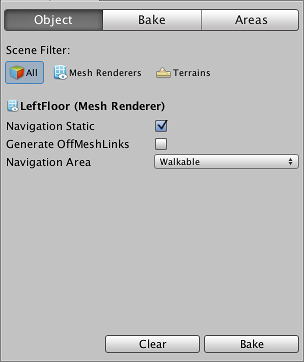 Object Bake Areas
Scene Filter:
All Mesh Renderers Terrains
LeftFloor (Mesh Renderer)
Navigation Static
Generate OffMeshLinks
Navigation Area Walkable
Clear Bake